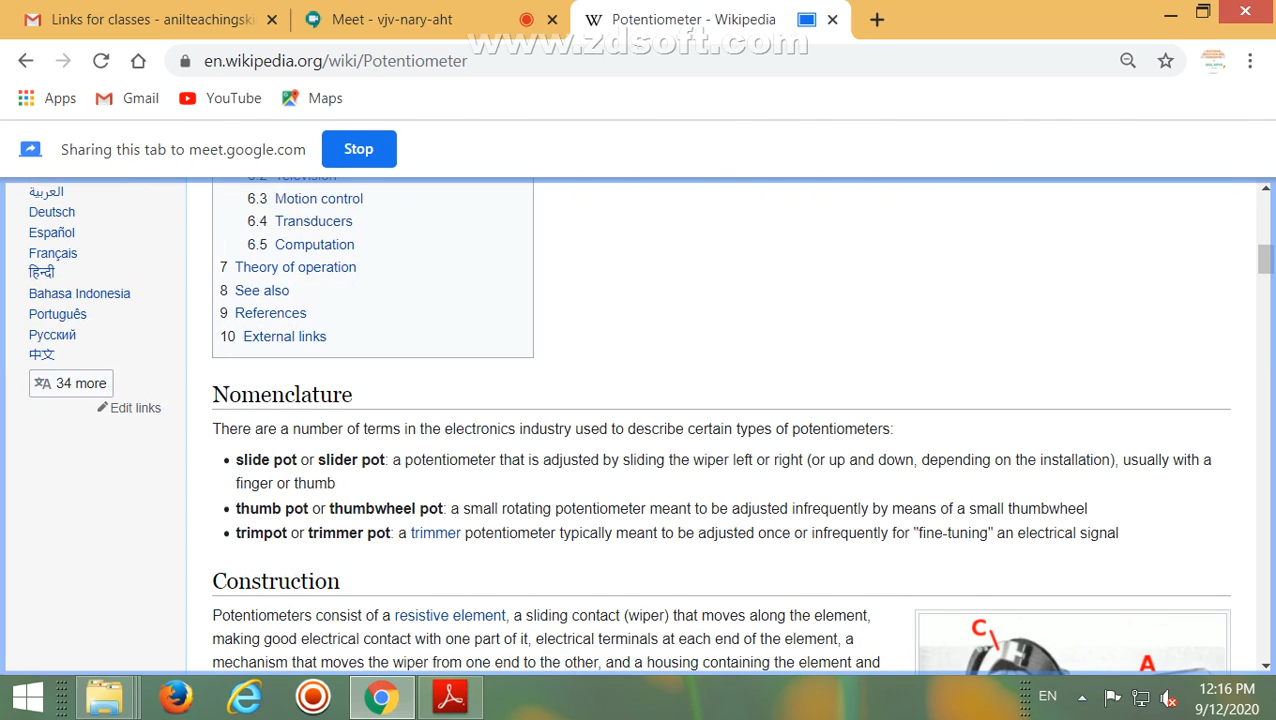 Links for classes - anilteachingski
Meet - vjv-nary-aht
Potentiometer - Wikipedia
www.zdsoft.com
en.wikipedia.org/wiki/Potentiometer
Apps
Gmail
YouTube
Maps
Sharing this tab to meet.google.com
Stop
العربية
Deutsch
Español
Français
हिन्दी
Bahasa Indonesia
Português
Русский
中文
34 more
Edit links
6.2 Television
6.3 Motion control
6.4 Transducers
6.5 Computation
7 Theory of operation
8 See also
9 References
10 External links
Nomenclature
There are a number of terms in the electronics industry used to describe certain types of potentiometers:
• slide pot or slider pot: a potentiometer that is adjusted by sliding the wiper left or right (or up and down, depending on the installation), usually with a
finger or thumb
• thumb pot or thumbwheel pot: a small rotating potentiometer meant to be adjusted infrequently by means of a small thumbwheel
• trimpot or trimmer pot: a trimmer potentiometer typically meant to be adjusted once or infrequently for "fine-tuning" an electrical signal
Construction
Potentiometers consist of a resistive element, a sliding contact (wiper) that moves along the element,
making good electrical contact with one part of it, electrical terminals at each end of the element, a
mechanism that moves the wiper from one end to the other, and a housing containing the element and
C
A
EN
12:16 PM
9/12/2020